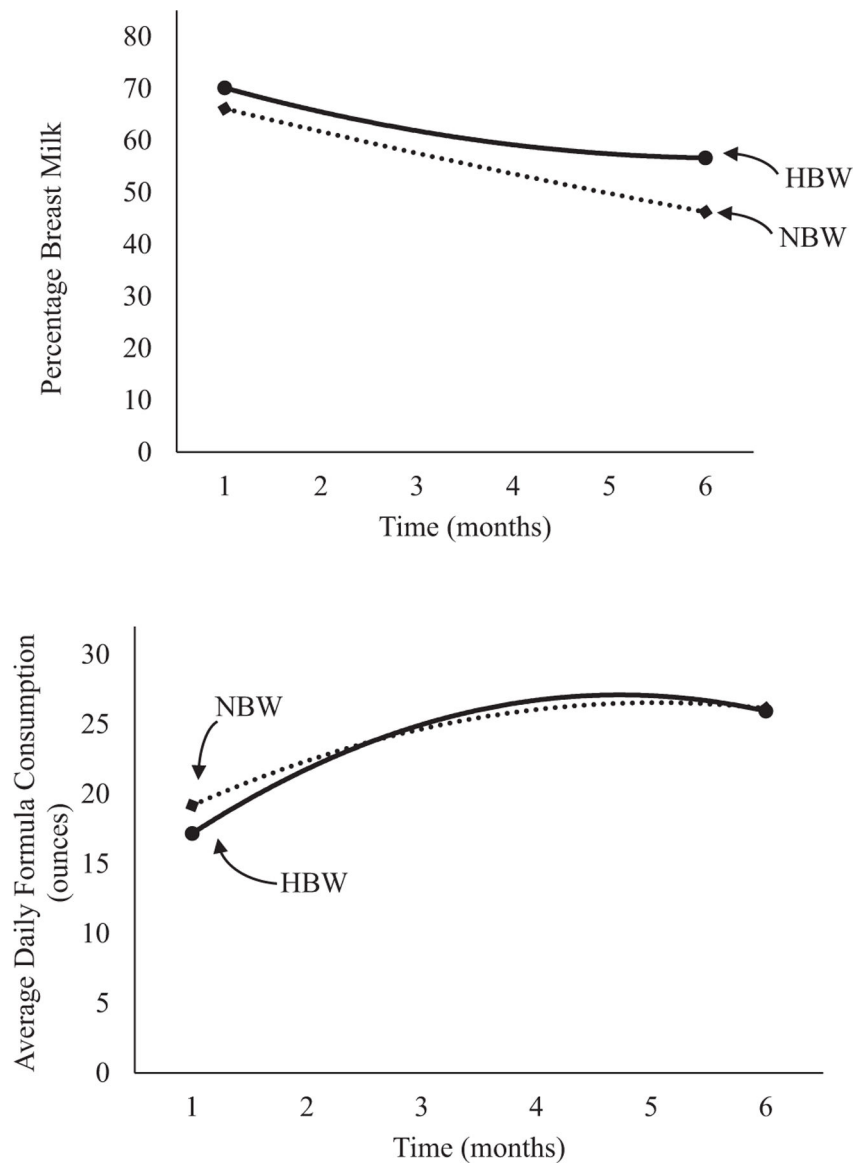 Percentage Breast Milk
80
70
60
50
40
30
20
10
0
HBW
NBW
1 2 3 4 5 6
Time (months)
Average Daily Formula Consumption
(ounces)
30
25
20
15
10
5
0
NBW
HBW
1 2 3 4 5 6
Time (months)